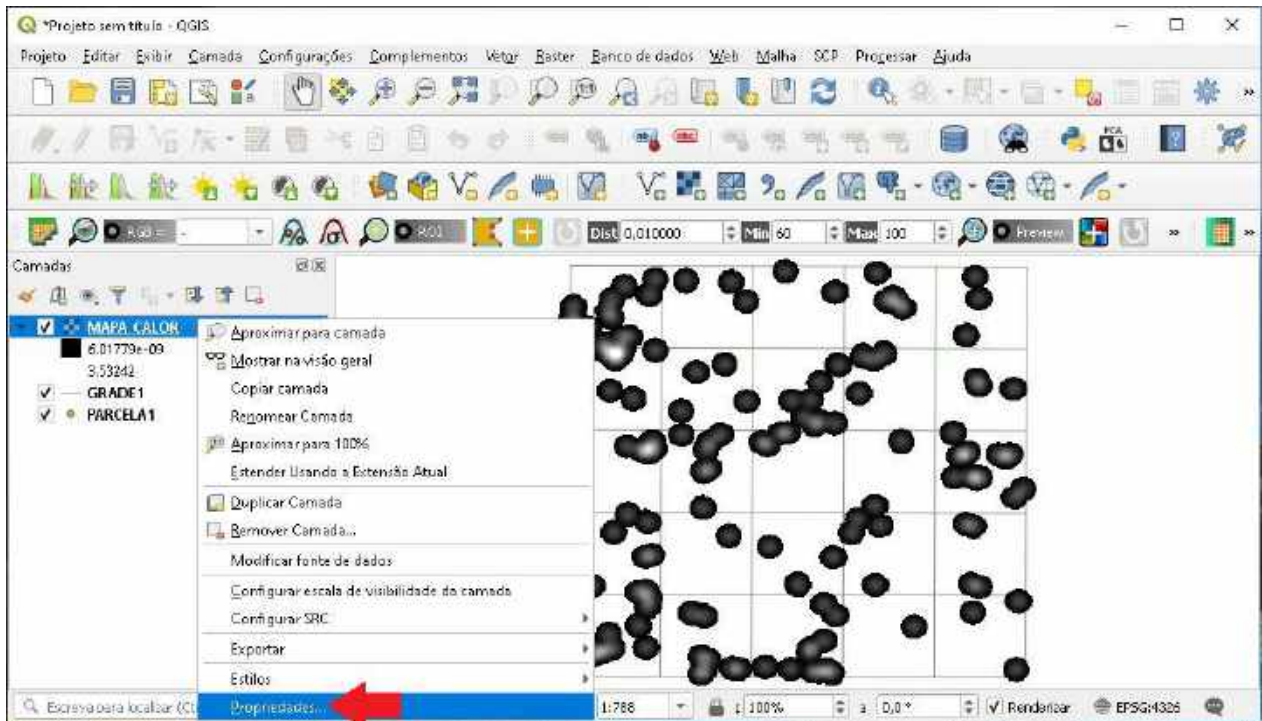 *Projeto sem título - QGIS
Projeto Editar Exibir Camada Configurações Complementos Vetor Raster Banco de dados Web Malha SCP Processar Ajuda
RGB = -
ROI
Dist 0,010000
Min 60
Max 100
Preview
Camadas
MAPA CALOR
6.01779e-09
3.53242
GRADE1
PARCELA1
Aproximar para camada
Mostrar na visão geral
Copiar camada
Renomear Camada
Aproximar para 100%
Estender Usando a Extensão Atual
Duplicar Camada
Remover Camada...
Modificar fonte de dados
Configurar escala de visibilidade da camada
Configurar SRC
Exportar
Estilos
Propriedades...
Escreva para localizar (Ct
1:788
100%
0,0 °
Renderizar
EPSG:4326